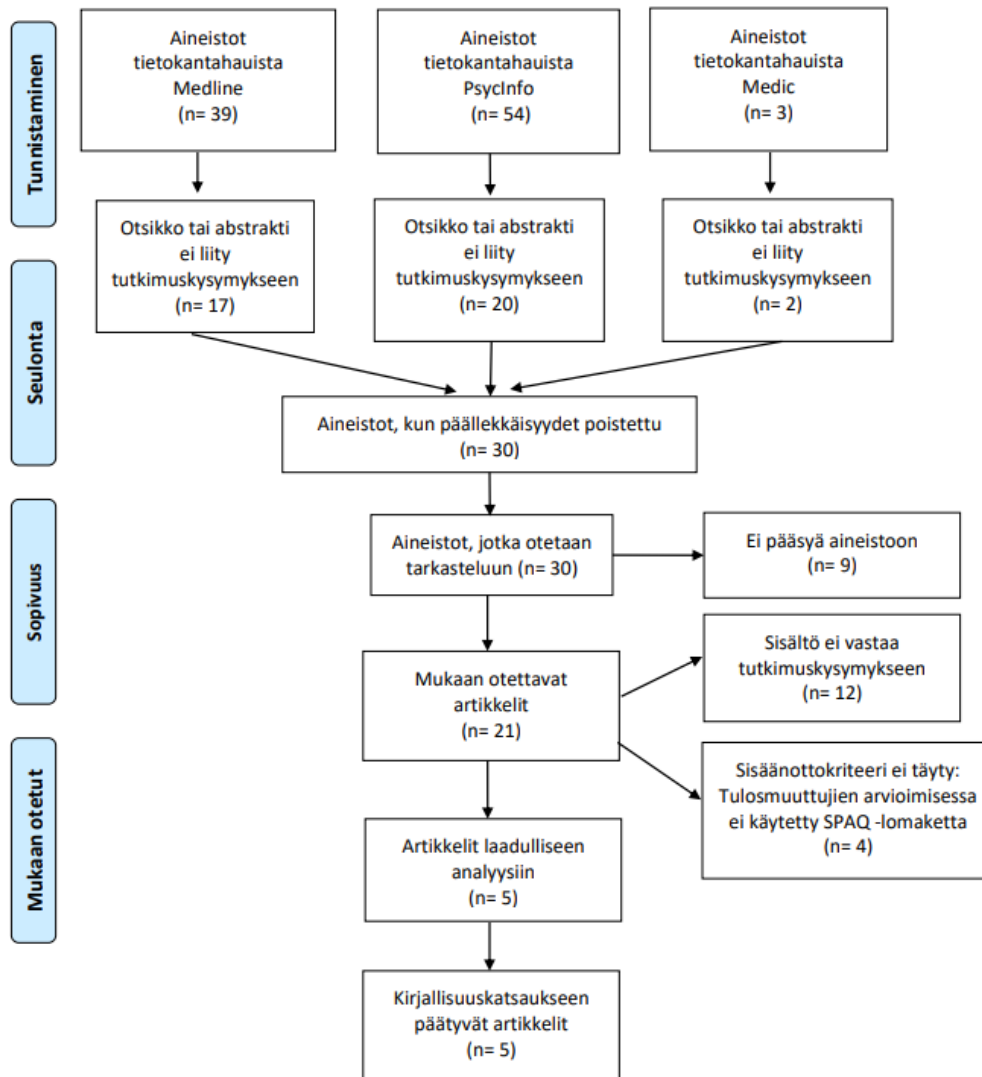 Tunnistaminen
Aineistot
tietokantahauista
Medline
(n= 39)
Aineistot
tietokantahauista
PsycInfo
(n= 54)
Aineistot
tietokantahauista
Medic
(n= 3)
Otsikko tai abstrakti
ei liity
tutkimuskysymykseen
(n= 17)
Otsikko tai abstrakti
ei liity
tutkimuskysymykseen
(n= 20)
Otsikko tai abstrakti
ei liity
tutkimuskysymykseen
(n= 2)
Seulonta
Aineistot, kun päällekkäisyydet poistettu
(n= 30)
Sopivuus
Aineistot, jotka otetaan
tarkasteluun (n= 30)
Ei pääsyä aineistoon
(n= 9)
Mukaan otettavat
artikkelit
(n= 21)
Sisältö ei vastaa
tutkimuskysymykseen
(n= 12)
Sisäänottokriteeri ei täyty:
Tulosmuuttujien arvioimisessa
ei käytetty SPAQ -lomaketta
(n= 4)
Mukaan otetut
Artikkelit laadulliseen
analyysiin
(n= 5)
Kirjallisuuskatsaukseen
päätyvät artikkelit
(n= 5)